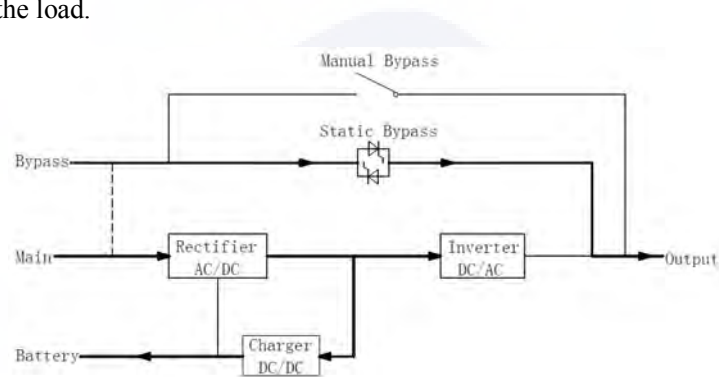 the load.
Manual Bypass
Static Bypass
Bypass
Main
Rectifier
AC/DC
Inverter
DC/AC
Output
Battery
Charger
DC/DC